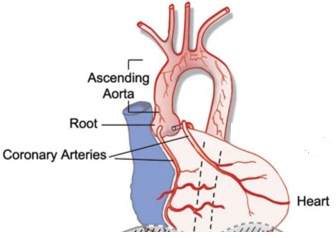 Ascending
Aorta
Root
Coronary Arteries
Heart